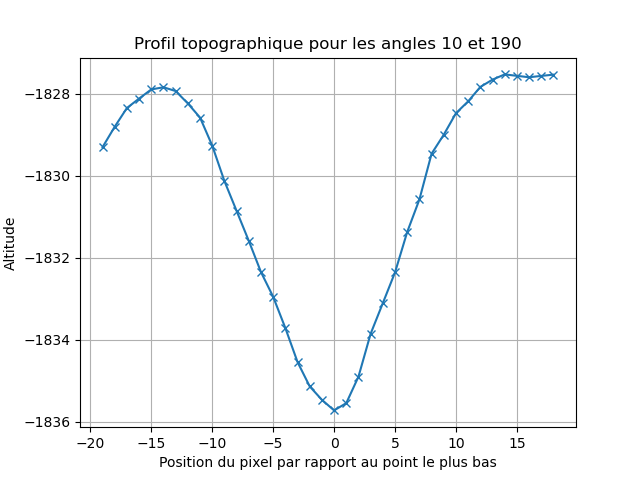 Profil topographique pour les angles 10 et 190
Altitude
−1828
−1830
−1832
−1834
−1836
−20 −15 −10 −5 0 5 10 15
Position du pixel par rapport au point le plus bas